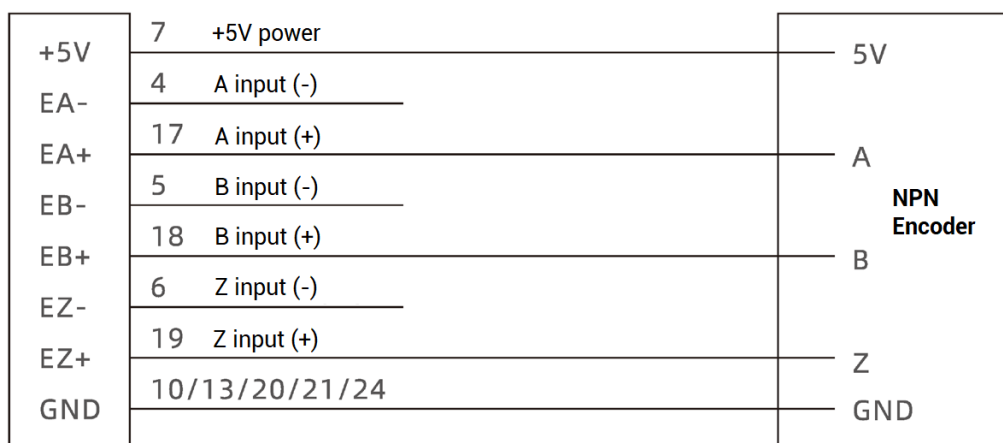 7 +5V power
+5V 5V
4 A input (-)
EA-
17 A input (+)
EA+ A
5 B input (-)
EB- NPN
18 B input (+) Encoder
EB+ B
6 Z input (-)
EZ-
19 Z input (+)
EZ+ Z
10/13/20/21/24
GND GND